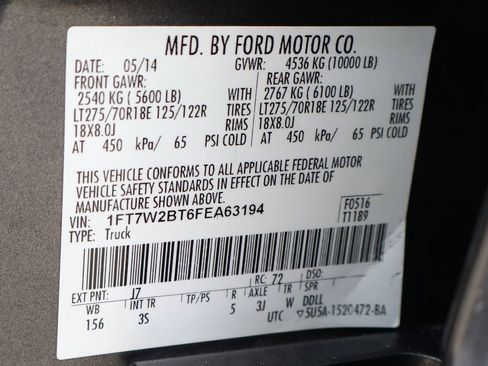 MFD. BY FORD MOTOR CO.
DATE: 05/14 GVWR: 4536 KG (10000 LB)
FRONT GAWR: REAR GAWR:
2540 KG ( 5600 LB) 2767 KG ( 6100 LB)
LT275/70R18E 125/122R TIRES LT275/70R18E 125/122R TIRES
18X8.0J RIMS 18X8.0J RIMS
AT 450 kPa/ 65 PSI COLD AT 450 kPa/ 65 PSI COLD
THIS VEHICLE CONFORMS TO ALL APPLICABLE FEDERAL MOTOR
VEHICLE SAFETY STANDARDS IN EFFECT ON THE DATE OF MANUFACTURE
SHOWN ABOVE.
VIN: 1FT7W2BT6FEA63194 F0516
TYPE: Truck T1189
EXT PNT: J7 RC: 72 DSO:
WB INT TR TP/PS R AXLE TR SPR
156 3S 5 3J W DDLL
UTC ▽5U5A-1520472-BA